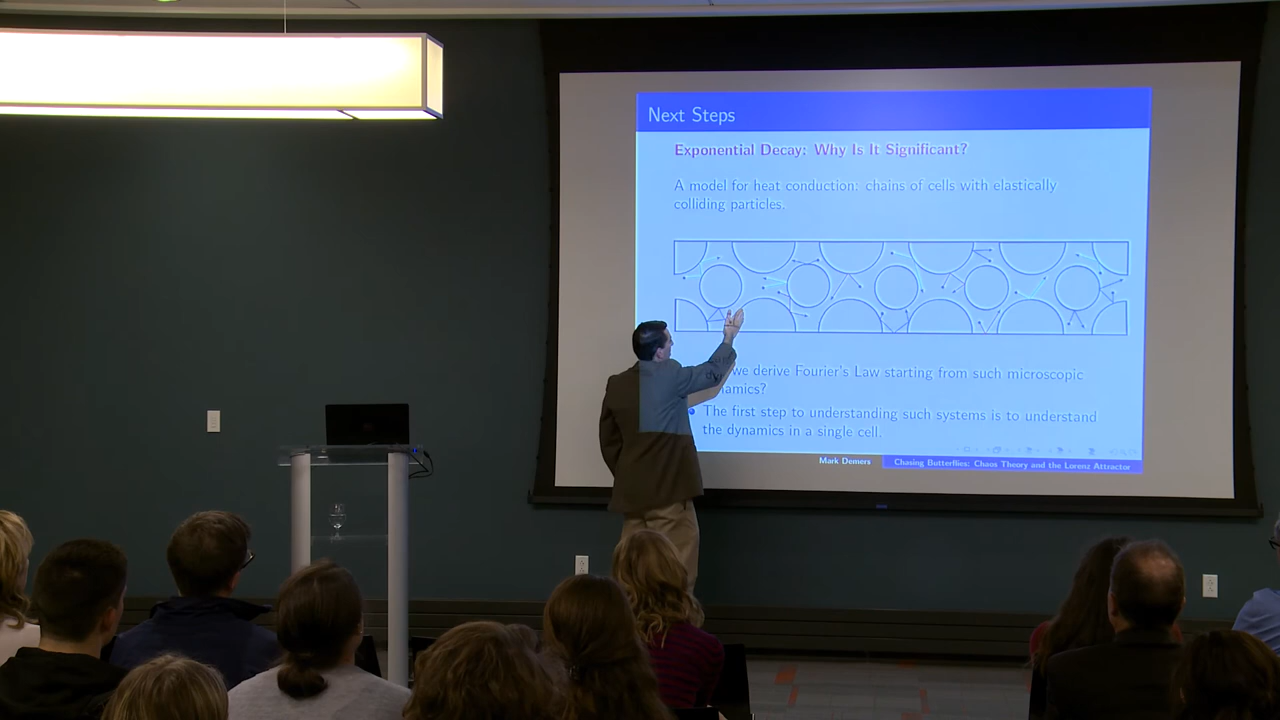 Next Steps
Exponential Decay: Why Is It Significant?
A model for heat conduction: chains of cells with elastically
colliding particles.
we derive Fourier's Law starting from such microscopic
namics?
The first step to understanding such systems is to understand
the dynamics in a single cell.
Mark Demers Chasing Butterflies: Chaos Theory and the Lorenz Attractor